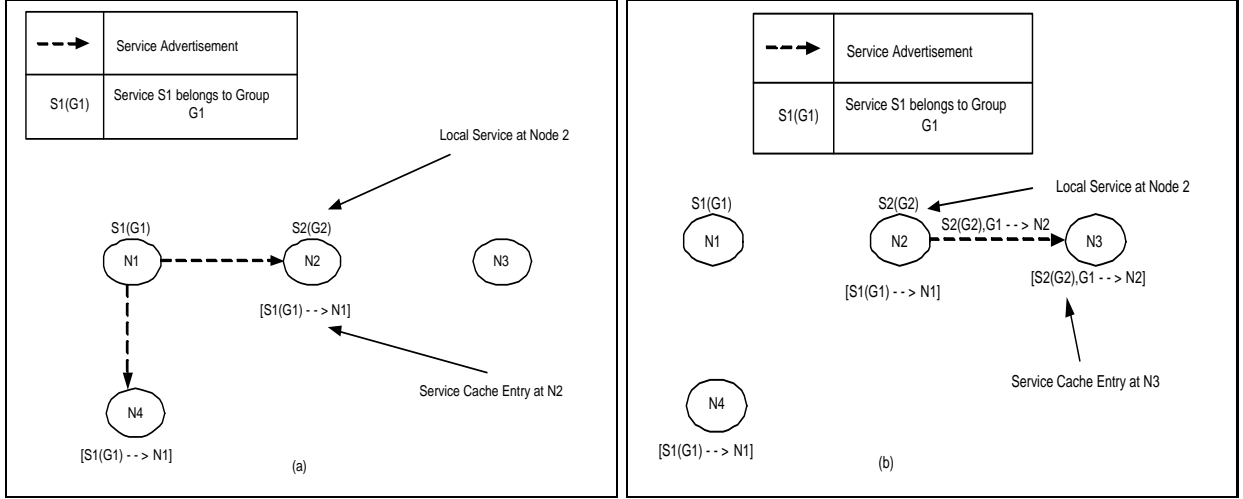 Service Advertisement
S1(G1)
Service S1 belongs to Group
G1
Local Service at Node 2
S1(G1)
S2(G2)
N1
N2
N3
[S1(G1) - - > N1]
Service Cache Entry at N2
N4
[S1(G1) - - > N1]
(a)
Service Advertisement
S1(G1)
Service S1 belongs to Group
G1
Local Service at Node 2
S1(G1)
S2(G2)
S2(G2),G1 - - > N2
N1
N2
N3
[S1(G1) - - > N1]
[S2(G2),G1 - - > N2]
Service Cache Entry at N3
N4
[S1(G1) - - > N1]
(b)